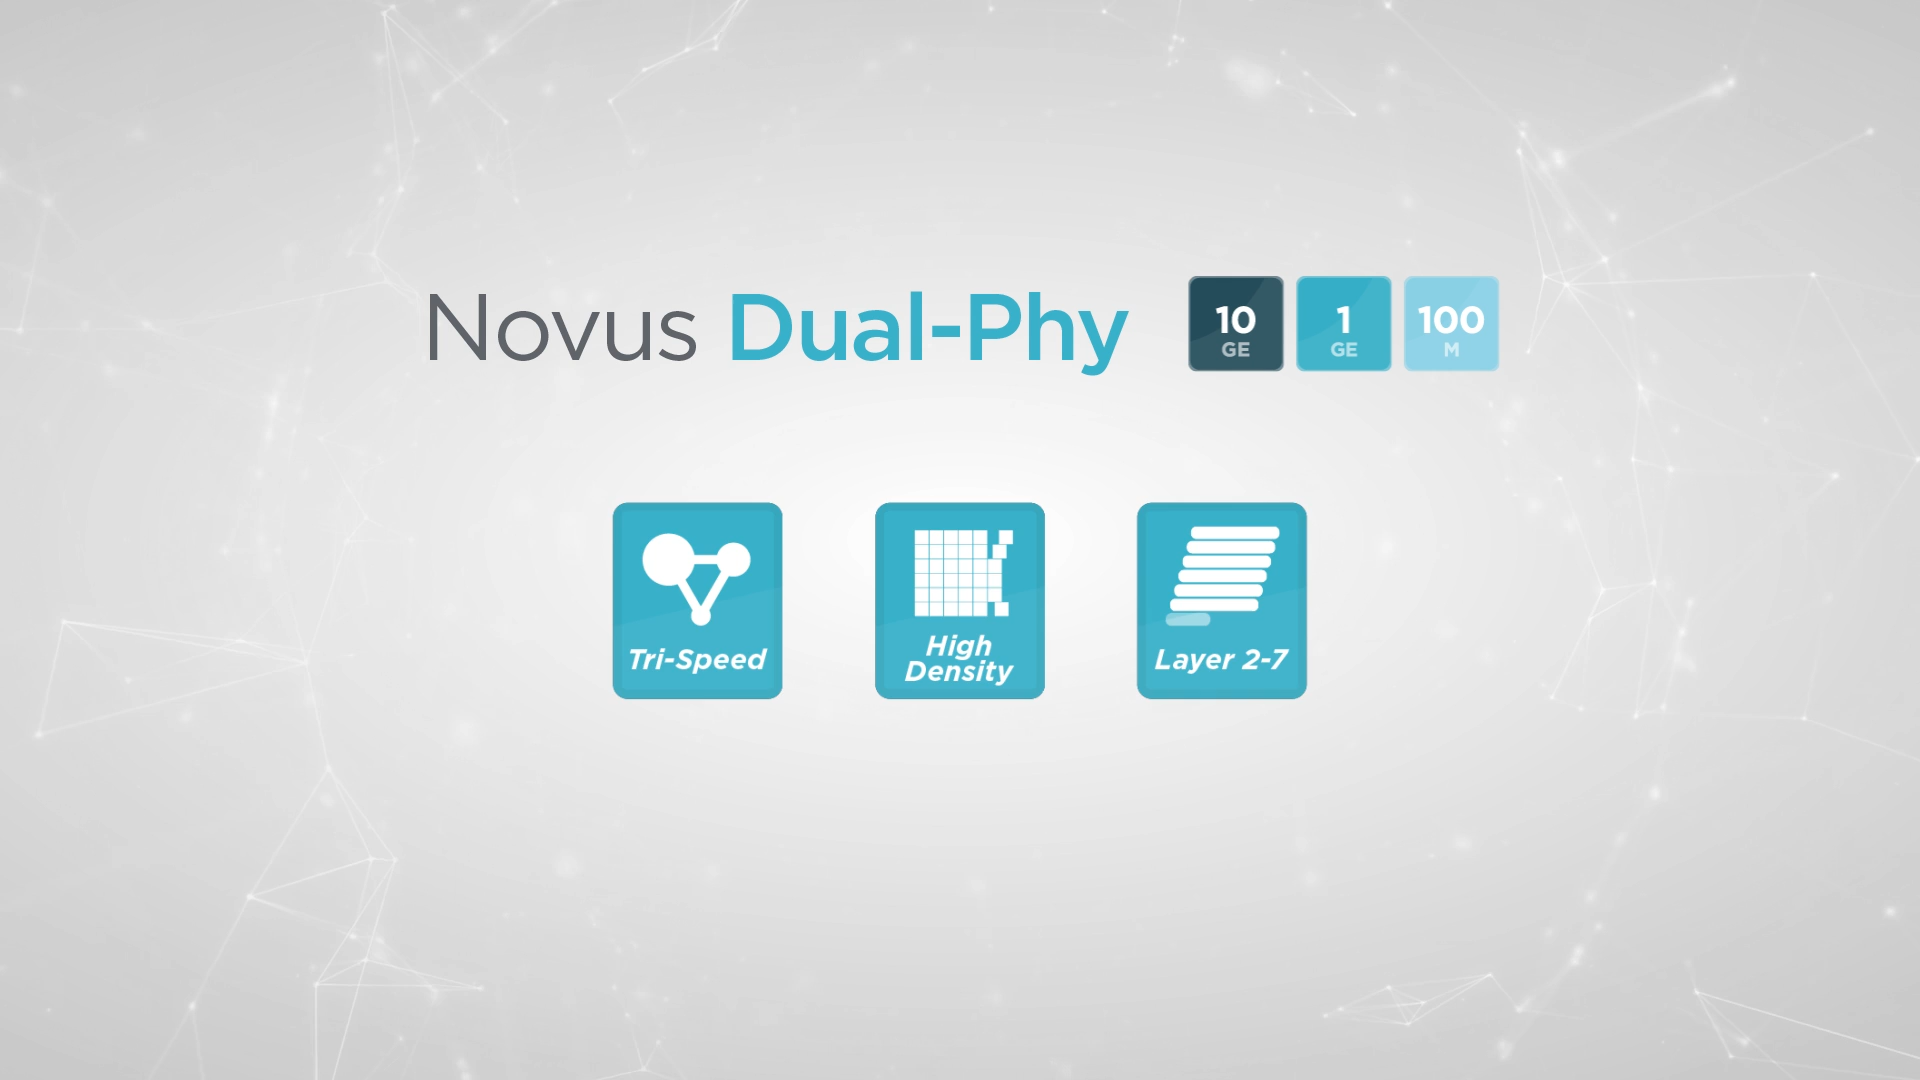 Novus Dual-Phy
10
GE
1
GE
100
M
Tri-Speed
High
Density
Layer 2-7